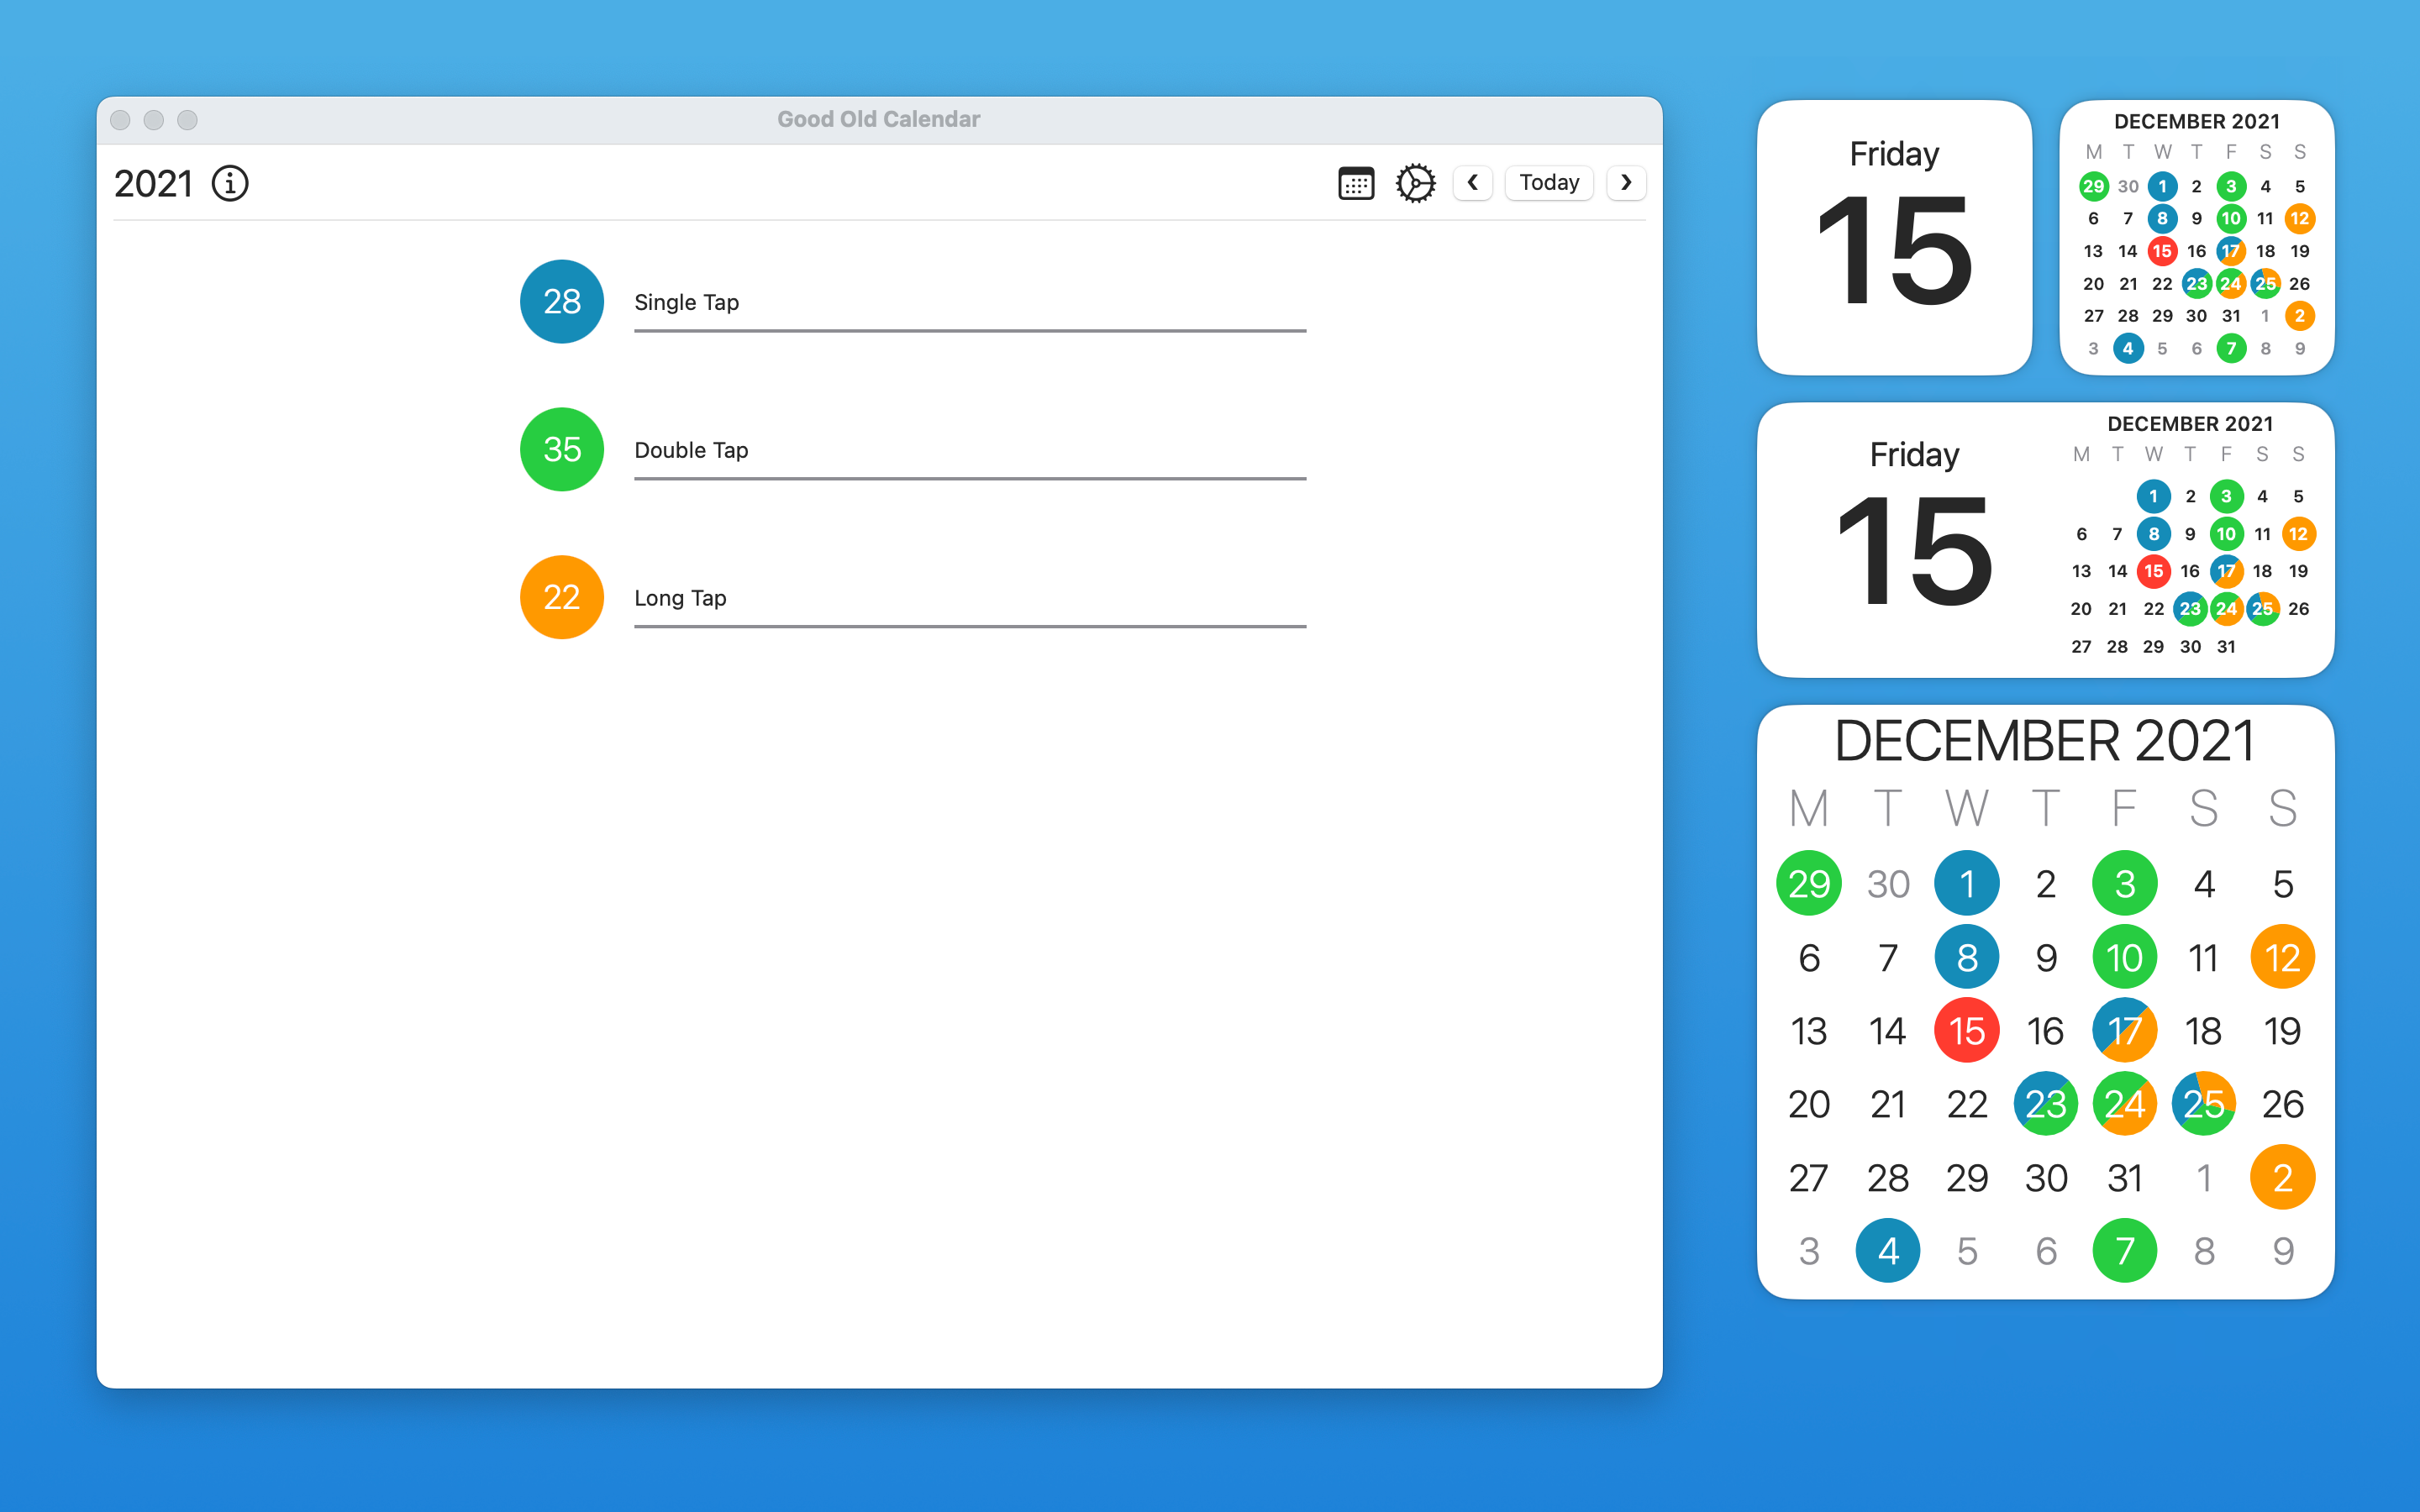 Good Old Calendar
2021
Today
28 Single Tap
35 Double Tap
22 Long Tap
Friday
15
DECEMBER 2021
M T W T F S S
29 30 1 2 3 4 5
6 7 8 9 10 11 12
13 14 15 16 17 18 19
20 21 22 23 24 25 26
27 28 29 30 31 1 2
3 4 5 6 7 8 9
Friday
15
DECEMBER 2021
M T W T F S S
1 2 3 4 5
6 7 8 9 10 11 12
13 14 15 16 17 18 19
20 21 22 23 24 25 26
27 28 29 30 31
DECEMBER 2021
M T W T F S S
29 30 1 2 3 4 5
6 7 8 9 10 11 12
13 14 15 16 17 18 19
20 21 22 23 24 25 26
27 28 29 30 31 1 2
3 4 5 6 7 8 9